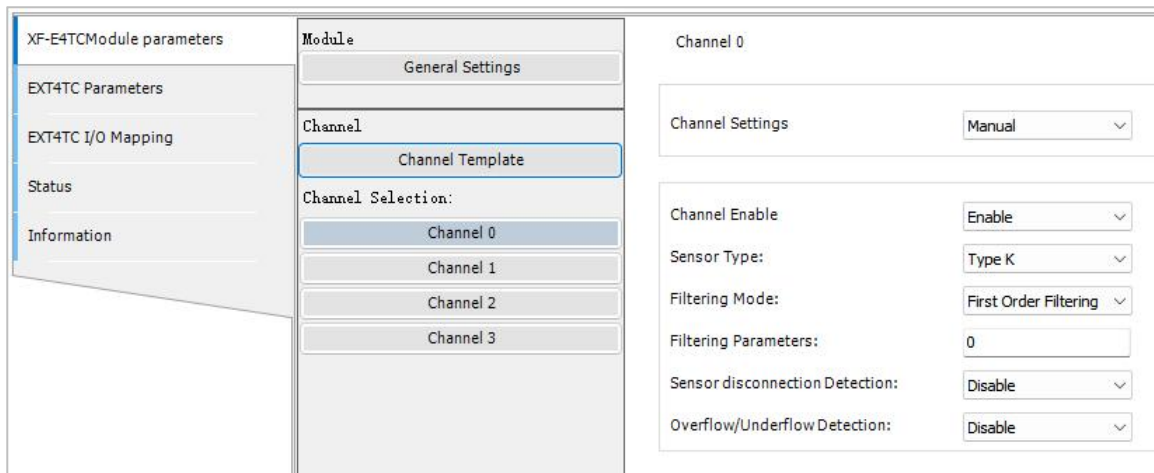 XF-E4TCModule parameters
EXT4TC Parameters
EXT4TC I/O Mapping
Status
Information
Module
General Settings
Channel
Channel Template
Channel Selection:
Channel 0
Channel 1
Channel 2
Channel 3
Channel 0
Channel Settings Manual
Channel Enable Enable
Sensor Type: Type K
Filtering Mode: First Order Filtering
Filtering Parameters: 0
Sensor disconnection Detection: Disable
Overflow/Underflow Detection: Disable